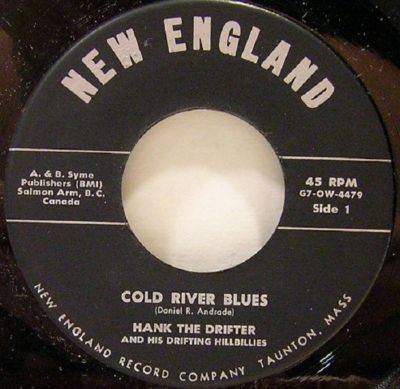 NEW ENGLAND
A. & B. Syme
Publishers (BMI)
Salmon Arm, B. C.
Canada
45 RPM
G7-OW-4479
Side 1
COLD RIVER BLUES
(Daniel R. Andrade)
HANK THE DRIFTER
AND HIS DRIFTING HILLBILLIES
NEW ENGLAND RECORD COMPANY TAUNTON, MASS